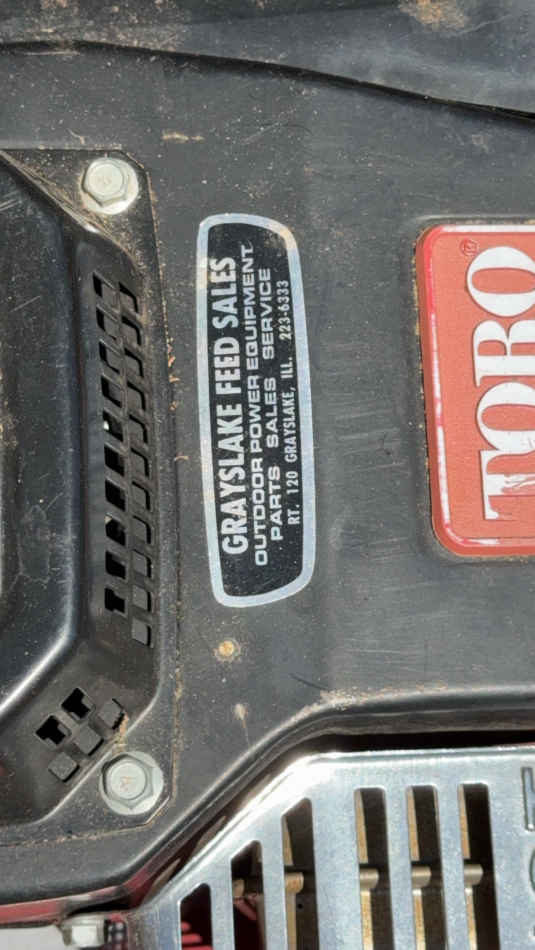 GRAYSLAKE FEED SALES
OUTDOOR POWER EQUIPMENT
PARTS SALES SERVICE
RT. 120 GRAYSLAKE, ILL. 223-6333
TORO